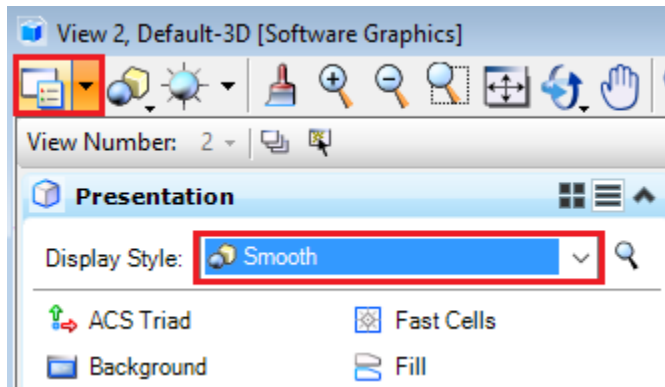 View 2, Default-3D [Software Graphics]
View Number: 2
Presentation
Display Style: Smooth
ACS Triad Fast Cells
Background Fill